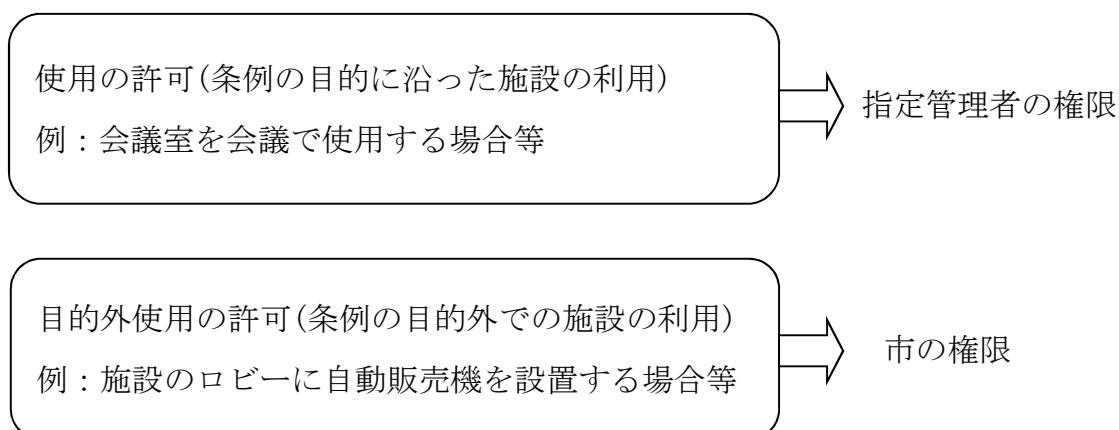 使用の許可(条例の目的に沿った施設の利用)
例：会議室を会議で使用する場合等
指定管理者の権限
目的外使用の許可(条例の目的外での施設の利用)
例：施設のロビーに自動販売機を設置する場合等
市の権限